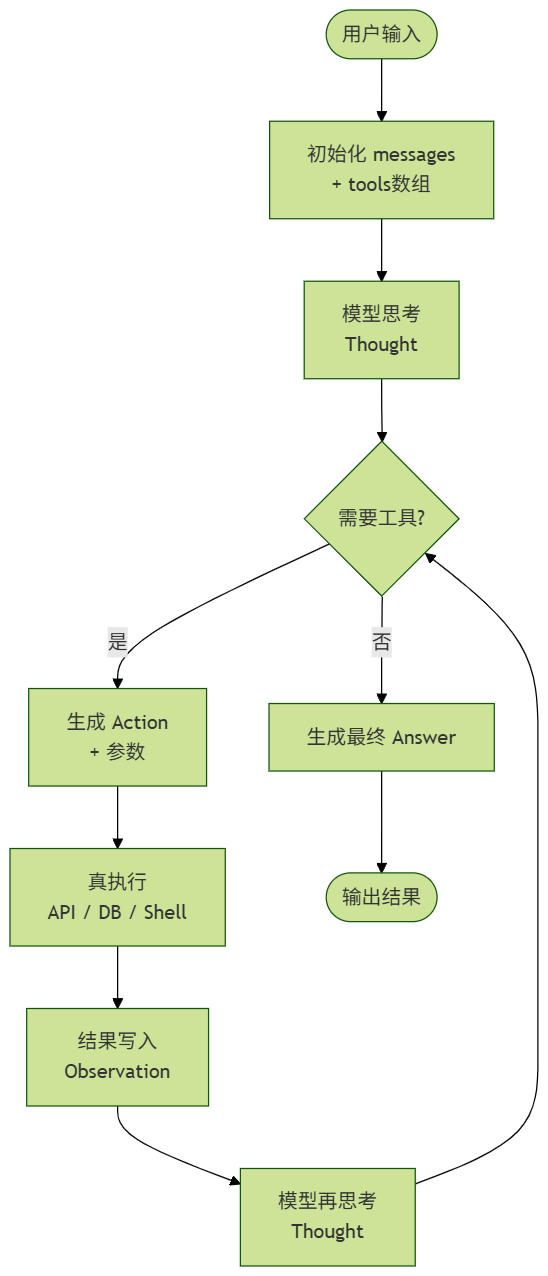 用户输入
初始化 messages
+ tools数组
模型思考
Thought
需要工具?
是
否
生成 Action
+ 参数
生成最终 Answer
真执行
API / DB / Shell
输出结果
结果写入
Observation
模型再思考
Thought